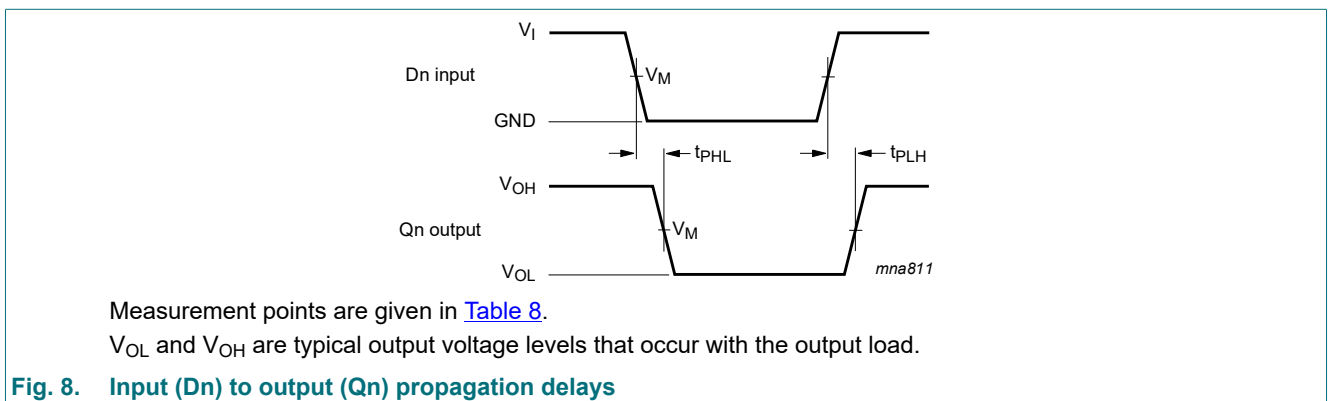 VI
Dn input
VM
GND
tPHL
tPLH
VOH
Qn output
VM
VOL
mna811
Measurement points are given in Table 8.
VOL and VOH are typical output voltage levels that occur with the output load.
Fig. 8. Input (Dn) to output (Qn) propagation delays